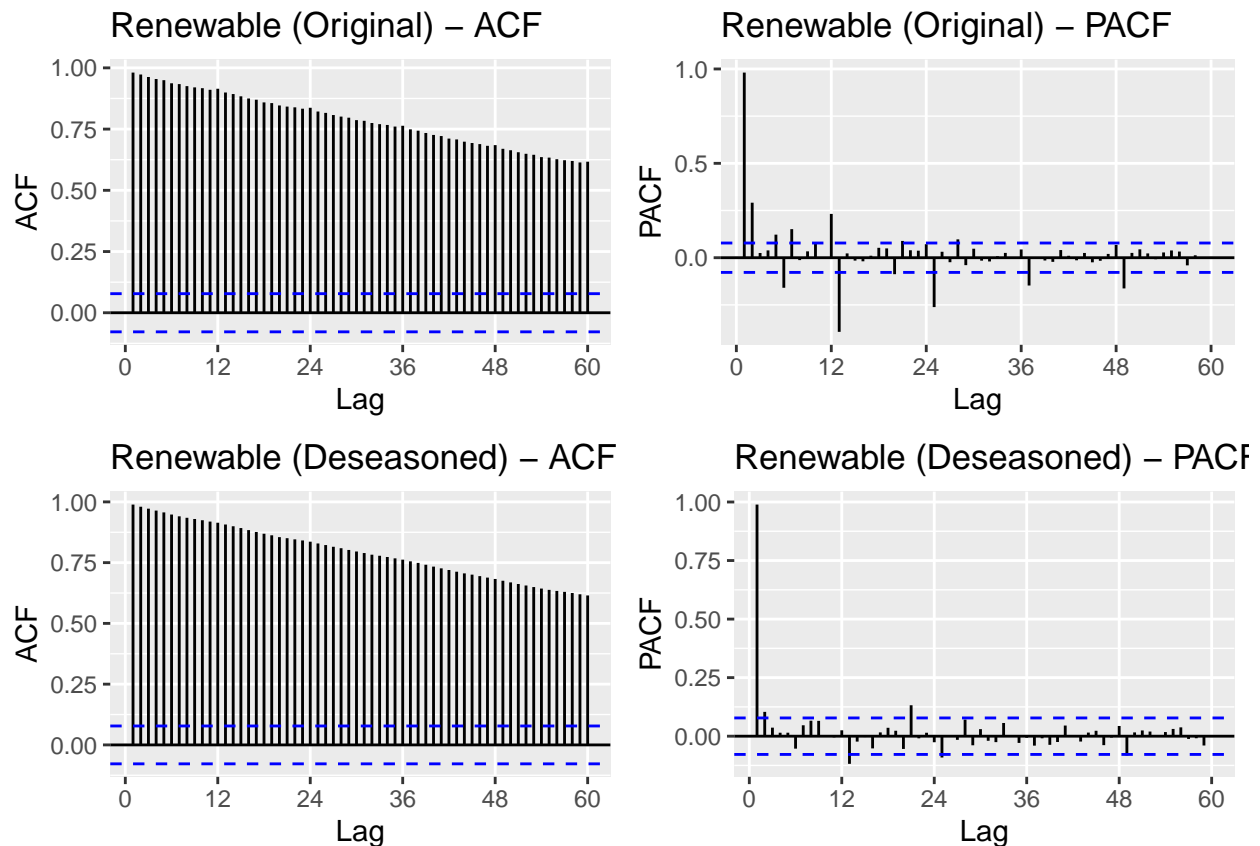 Renewable (Original) – ACF
1.00
0.75
0.50
0.25
0.00
ACF
0 12 24 36 48 60
Lag
Renewable (Original) – PACF
1.0
0.5
0.0
PACF
0 12 24 36 48 60
Lag
Renewable (Deseasoned) – ACF
1.00
0.75
0.50
0.25
0.00
ACF
0 12 24 36 48 60
Lag
Renewable (Deseasoned) – PACF
1.00
0.75
0.50
0.25
0.00
PACF
0 12 24 36 48 60
Lag